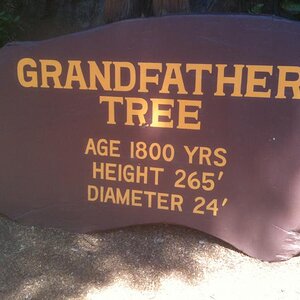 GRANDFATHER
TREE
AGE 1800 YRS
HEIGHT 265'
DIAMETER 24'